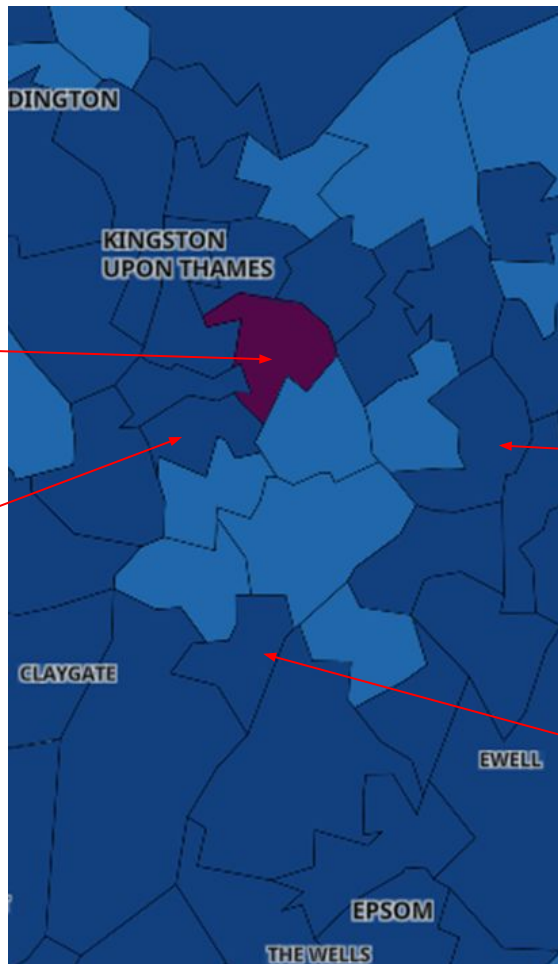 DINGTON
KINGSTON
UPON THAMES
CLAYGATE
EWELL
EPSOM
THE WELLS